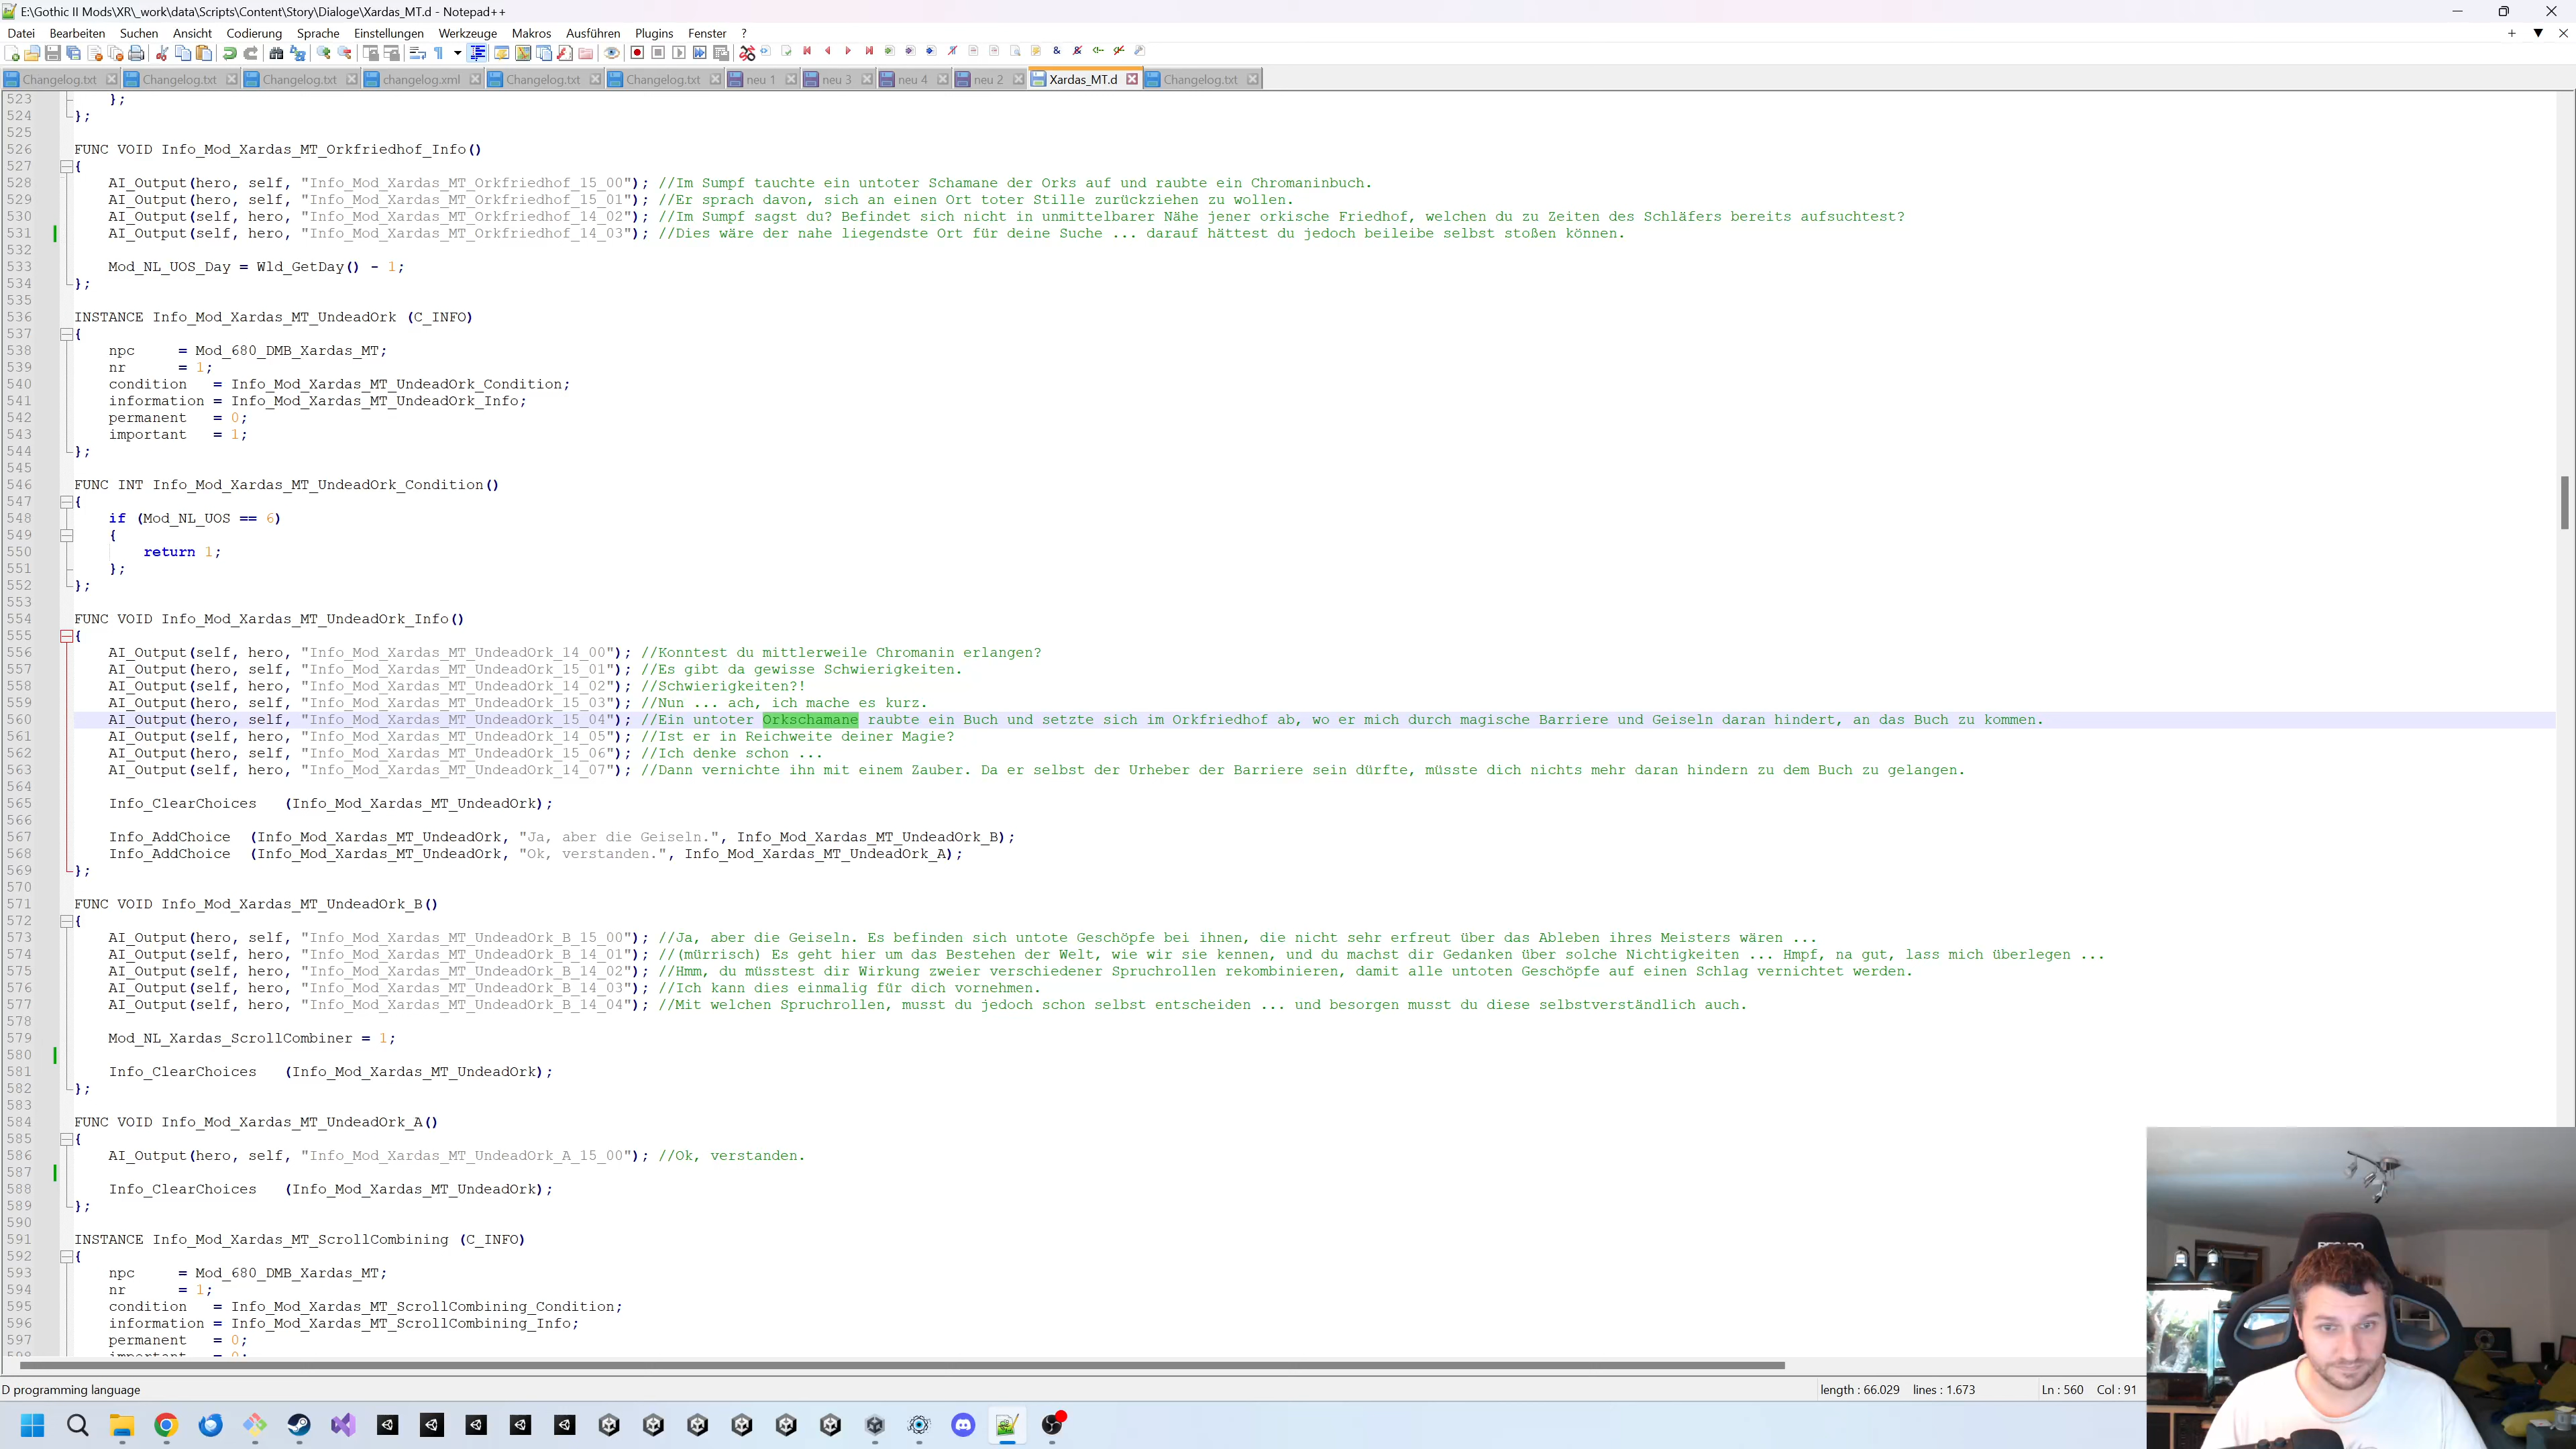 E:\Gothic II Mods\XR\_work\data\Scripts\Content\Story\Dialoge\Xardas_MT.d - Notepad++
Datei Bearbeiten Suchen Ansicht Codierung Sprache Einstellungen Werkzeuge Makros Ausführen Plugins Fenster ?
Changelog.txt Changelog.txt Changelog.txt changelog.xml Changelog.txt Changelog.txt neu 1 neu 3 neu 4 neu 2 Xardas_MT.d Changelog.txt
523 };
524 };
525
526 FUNC VOID Info_Mod_Xardas_MT_Orkfriedhof_Info()
527 {
528 AI_Output(hero, self, "Info_Mod_Xardas_MT_Orkfriedhof_15_00"); //Im Sumpf tauchte ein untoter Schamane der Orks auf und raubte ein Chromaninbuch.
529 AI_Output(hero, self, "Info_Mod_Xardas_MT_Orkfriedhof_15_01"); //Er sprach davon, sich an einen Ort toter Stille zurückziehen zu wollen.
530 AI_Output(self, hero, "Info_Mod_Xardas_MT_Orkfriedhof_14_02"); //Im Sumpf sagst du? Befindet sich nicht in unmittelbarer Nähe jener orkische Friedhof, welchen du zu Zeiten des Schläfers bereits aufsuchtest?
531 AI_Output(self, hero, "Info_Mod_Xardas_MT_Orkfriedhof_14_03"); //Dies wäre der nahe liegendste Ort für deine Suche ... darauf hättest du jedoch beileibe selbst stoßen können.
532
533 Mod_NL_UOS_Day = Wld_GetDay() - 1;
534 };
535
536 INSTANCE Info_Mod_Xardas_MT_UndeadOrk (C_INFO)
537 {
538 npc = Mod_680_DMB_Xardas_MT;
539 nr = 1;
540 condition = Info_Mod_Xardas_MT_UndeadOrk_Condition;
541 information = Info_Mod_Xardas_MT_UndeadOrk_Info;
542 permanent = 0;
543 important = 1;
544 };
545
546 FUNC INT Info_Mod_Xardas_MT_UndeadOrk_Condition()
547 {
548 if (Mod_NL_UOS == 6)
549 {
550 return 1;
551 };
552 };
553
554 FUNC VOID Info_Mod_Xardas_MT_UndeadOrk_Info()
555 {
556 AI_Output(self, hero, "Info_Mod_Xardas_MT_UndeadOrk_14_00"); //Konntest du mittlerweile Chromanin erlangen?
557 AI_Output(hero, self, "Info_Mod_Xardas_MT_UndeadOrk_15_01"); //Es gibt da gewisse Schwierigkeiten.
558 AI_Output(self, hero, "Info_Mod_Xardas_MT_UndeadOrk_14_02"); //Schwierigkeiten?!
559 AI_Output(hero, self, "Info_Mod_Xardas_MT_UndeadOrk_15_03"); //Nun ... ach, ich mache es kurz.
560 AI_Output(hero, self, "Info_Mod_Xardas_MT_UndeadOrk_15_04"); //Ein untoter Orkschamane raubte ein Buch und setzte sich im Orkfriedhof ab, wo er mich durch magische Barriere und Geiseln daran hindert, an das Buch zu kommen.
561 AI_Output(self, hero, "Info_Mod_Xardas_MT_UndeadOrk_14_05"); //Ist er in Reichweite deiner Magie?
562 AI_Output(hero, self, "Info_Mod_Xardas_MT_UndeadOrk_15_06"); //Ich denke schon ...
563 AI_Output(self, hero, "Info_Mod_Xardas_MT_UndeadOrk_14_07"); //Dann vernichte ihn mit einem Zauber. Da er selbst der Urheber der Barriere sein dürfte, müsste dich nichts mehr daran hindern zu dem Buch zu gelangen.
564
565 Info_ClearChoices (Info_Mod_Xardas_MT_UndeadOrk);
566
567 Info_AddChoice (Info_Mod_Xardas_MT_UndeadOrk, "Ja, aber die Geiseln.", Info_Mod_Xardas_MT_UndeadOrk_B);
568 Info_AddChoice (Info_Mod_Xardas_MT_UndeadOrk, "Ok, verstanden.", Info_Mod_Xardas_MT_UndeadOrk_A);
569 };
570
571 FUNC VOID Info_Mod_Xardas_MT_UndeadOrk_B()
572 {
573 AI_Output(hero, self, "Info_Mod_Xardas_MT_UndeadOrk_B_15_00"); //Ja, aber die Geiseln. Es befinden sich untote Geschöpfe bei ihnen, die nicht sehr erfreut über das Ableben ihres Meisters wären ...
574 AI_Output(self, hero, "Info_Mod_Xardas_MT_UndeadOrk_B_14_01"); //(mürrisch) Es geht hier um das Bestehen der Welt, wie wir sie kennen, und du machst dir Gedanken über solche Nichtigkeiten ... Hmpf, na gut, lass mich überlegen ...
575 AI_Output(self, hero, "Info_Mod_Xardas_MT_UndeadOrk_B_14_02"); //Hmm, du müsstest dir Wirkung zweier verschiedener Spruchrollen rekombinieren, damit alle untoten Geschöpfe auf einen Schlag vernichtet werden.
576 AI_Output(self, hero, "Info_Mod_Xardas_MT_UndeadOrk_B_14_03"); //Ich kann dies einmalig für dich vornehmen.
577 AI_Output(self, hero, "Info_Mod_Xardas_MT_UndeadOrk_B_14_04"); //Mit welchen Spruchrollen, musst du jedoch schon selbst entscheiden ... und besorgen musst du diese selbstverständlich auch.
578
579 Mod_NL_Xardas_ScrollCombiner = 1;
580
581 Info_ClearChoices (Info_Mod_Xardas_MT_UndeadOrk);
582 };
583
584 FUNC VOID Info_Mod_Xardas_MT_UndeadOrk_A()
585 {
586 AI_Output(hero, self, "Info_Mod_Xardas_MT_UndeadOrk_A_15_00"); //Ok, verstanden.
587
588 Info_ClearChoices (Info_Mod_Xardas_MT_UndeadOrk);
589 };
590
591 INSTANCE Info_Mod_Xardas_MT_ScrollCombining (C_INFO)
592 {
593 npc = Mod_680_DMB_Xardas_MT;
594 nr = 1;
595 condition = Info_Mod_Xardas_MT_ScrollCombining_Condition;
596 information = Info_Mod_Xardas_MT_ScrollCombining_Info;
597 permanent = 0;
D programming language length : 66.029 lines : 1.673 Ln : 560 Col : 91